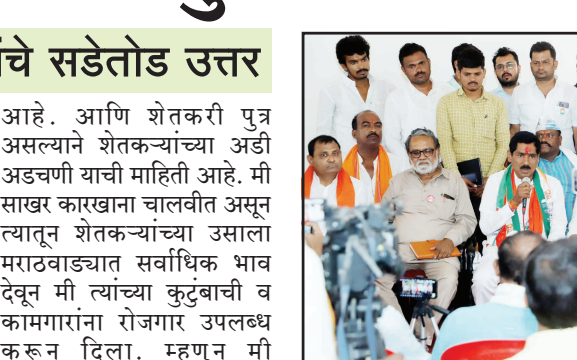 सडेतोड उत्तर
आहे. आणि शेतकरी पुत्र
असल्याने शेतकऱ्यांच्या अडी
अडचणी याची माहिती आहे. मी
साखर कारखाना चालवीत असून
त्यातून शेतकऱ्यांच्या उसाला
मराठवाड्यात सर्वाधिक भाव
देवून मी त्यांच्या कुटुंबाची व
कामगारांना रोजगार उपलब्ध
करून दिला. म्हणून मी